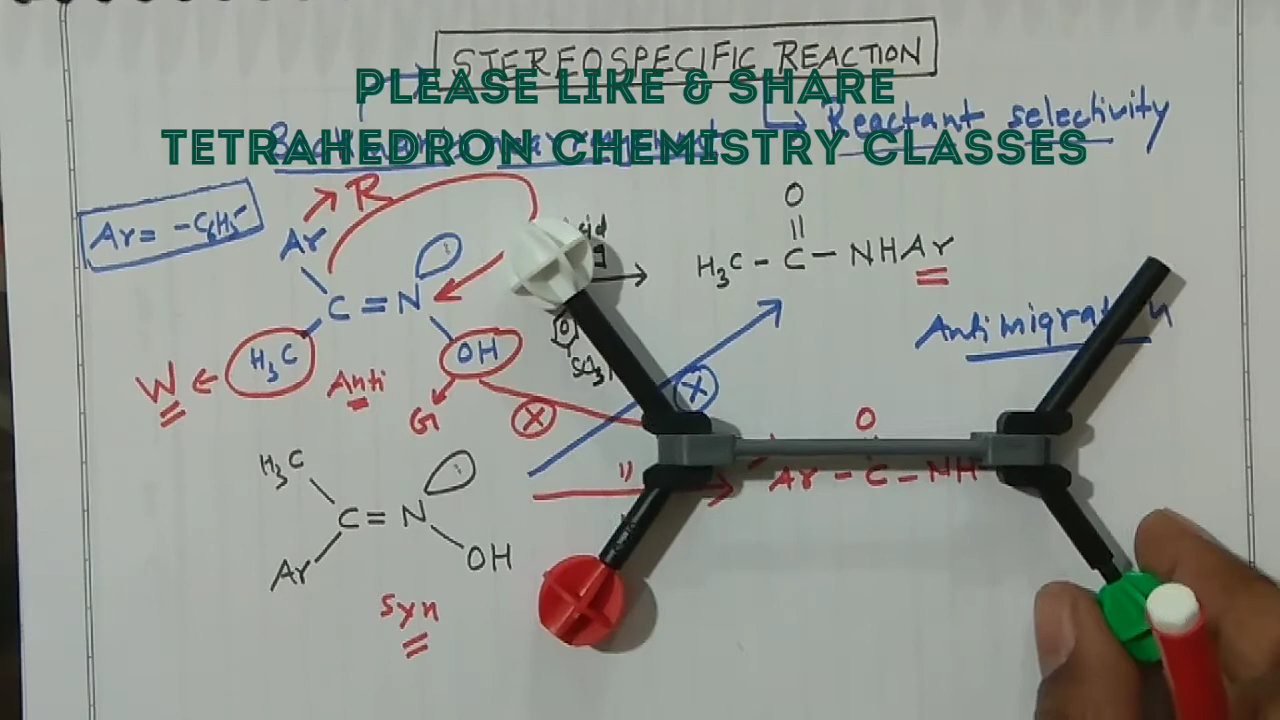 STEREOSPECIFIC REACTION
PLEASE LIKE & SHARE
Reactant selectivity
TETRAHEDRON CHEMISTRY CLASSES
R
Ar = -C6H5
Ar
C = N
H3C
OH
W
Anti
G
X
O
H3C - C - NHAr
Antimigration
X
O
Ar - C - NH
H3C
C = N
Ar
OH
Syn